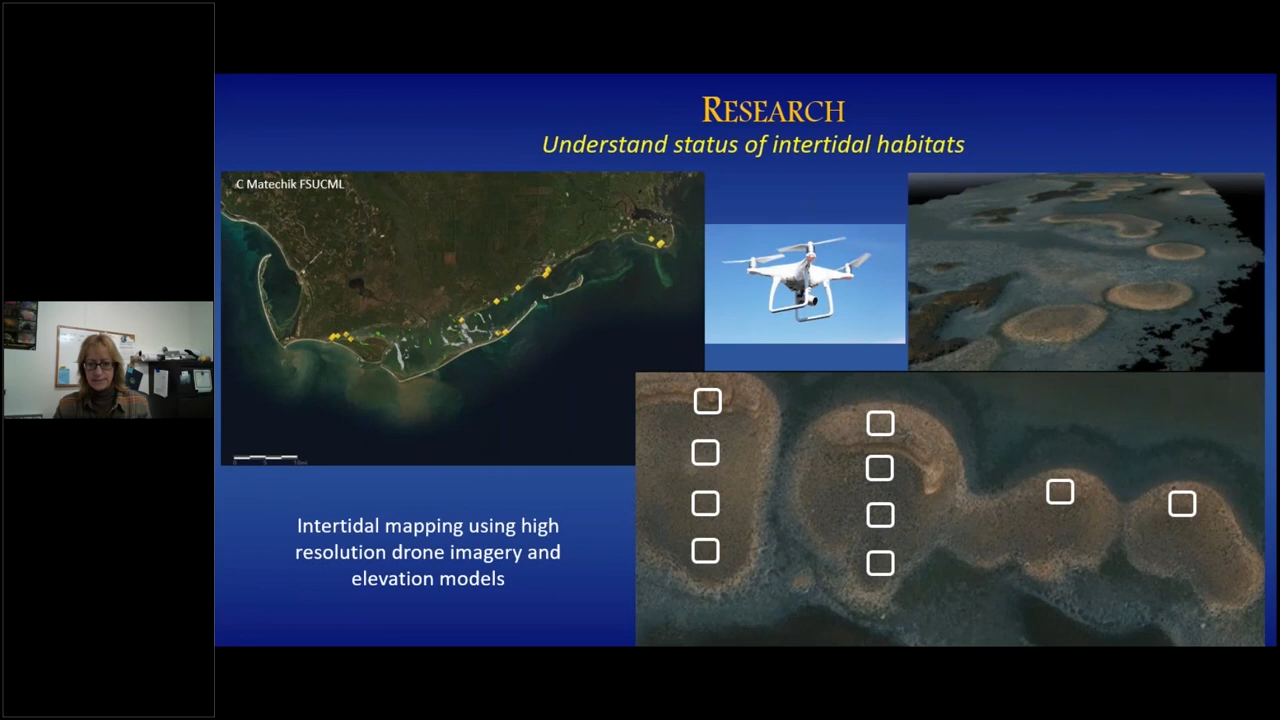 RESEARCH
Understand status of intertidal habitats
C Matechik FSUCML
Intertidal mapping using high
resolution drone imagery and
elevation models